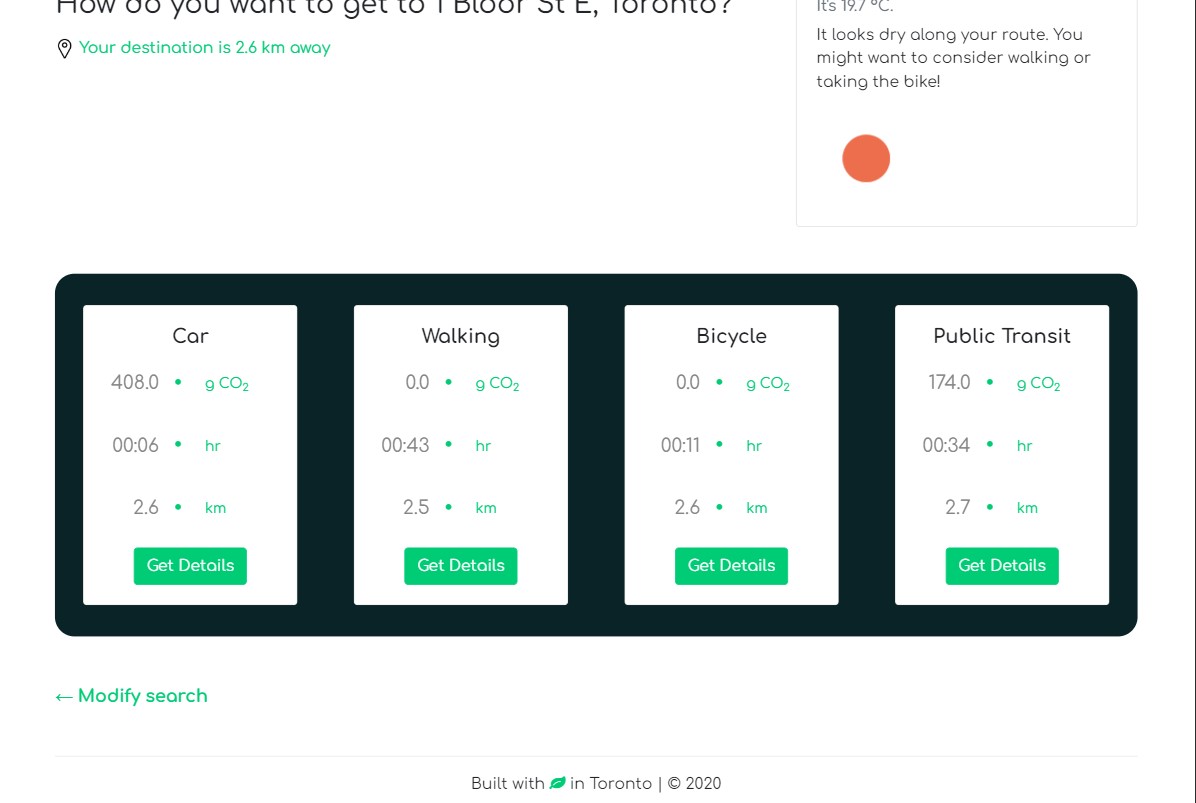 How do you want to get to 1 Bloor St E, Toronto?
Your destination is 2.6 km away
It's 19.7 °C.
It looks dry along your route. You
might want to consider walking or
taking the bike!
Car
408.0 • g CO₂
00:06 • hr
2.6 • km
Get Details
Walking
0.0 • g CO₂
00:43 • hr
2.5 • km
Get Details
Bicycle
0.0 • g CO₂
00:11 • hr
2.6 • km
Get Details
Public Transit
174.0 • g CO₂
00:34 • hr
2.7 • km
Get Details
← Modify search
Built with in Toronto | © 2020